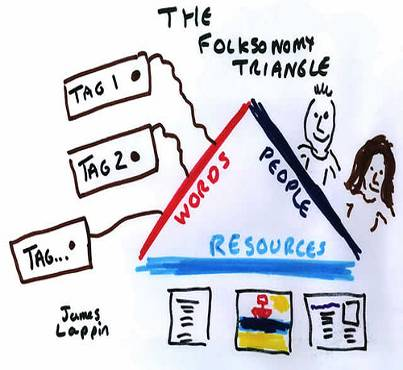 THE
FOLKSONOMY
TRIANGLE
TAG 1
TAG 2
TAG...
WORDS
PEOPLE
RESOURCES
James
Lappin